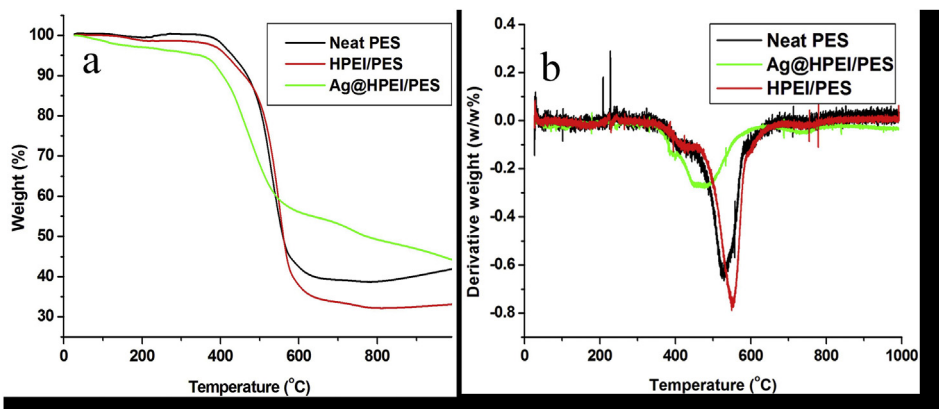 a
Neat PES
HPEI/PES
Ag@HPEI/PES
Weight (%)
100
90
80
70
60
50
40
30
0
200
400
600
800
Temperature (°C)
b
Neat PES
Ag@HPEI/PES
HPEI/PES
Derivative weight (w/w%)
0.4
0.2
0.0
-0.2
-0.4
-0.6
-0.8
0
200
400
600
800
1000
Temperature (°C)